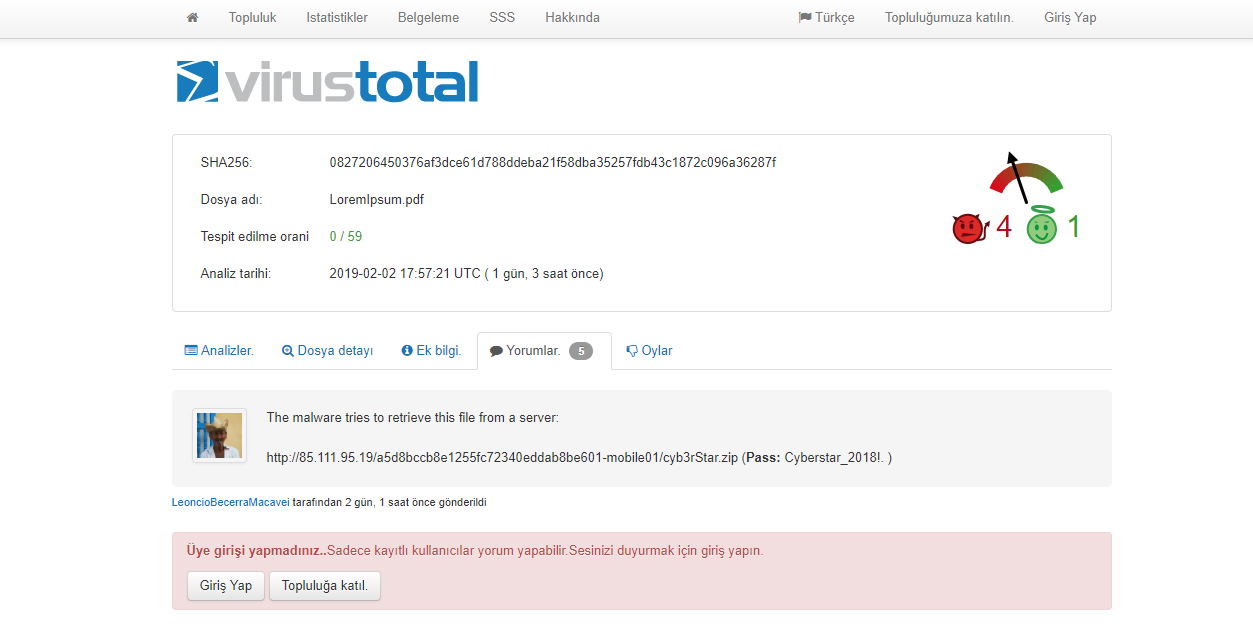 Topluluk Istatistikler Belgeleme SSS Hakkında Türkçe Topluluğumuza katılın. Giriş Yap
virustotal
SHA256: 0827206450376af3dce61d788ddeba21f58dba35257fdb43c1872c096a36287f
Dosya adı: LoremIpsum.pdf
Tespit edilme orani 0 / 59
Analiz tarihi: 2019-02-02 17:57:21 UTC ( 1 gün, 3 saat önce)
4 1
Analizler. Dosya detayı Ek bilgi. Yorumlar. 5 Oylar
The malware tries to retrieve this file from a server:
http://85.111.95.19/a5d8bccb8e1255fc72340eddab8be601-mobile01/cyb3rStar.zip (Pass: Cyberstar_2018!. )
LeoncioBecerraMacavei tarafından 2 gün, 1 saat önce gönderildi
Üye girişi yapmadınız..Sadece kayıtlı kullanıcılar yorum yapabilir.Sesinizi duyurmak için giriş yapın.
Giriş Yap Topluluğa katıl.